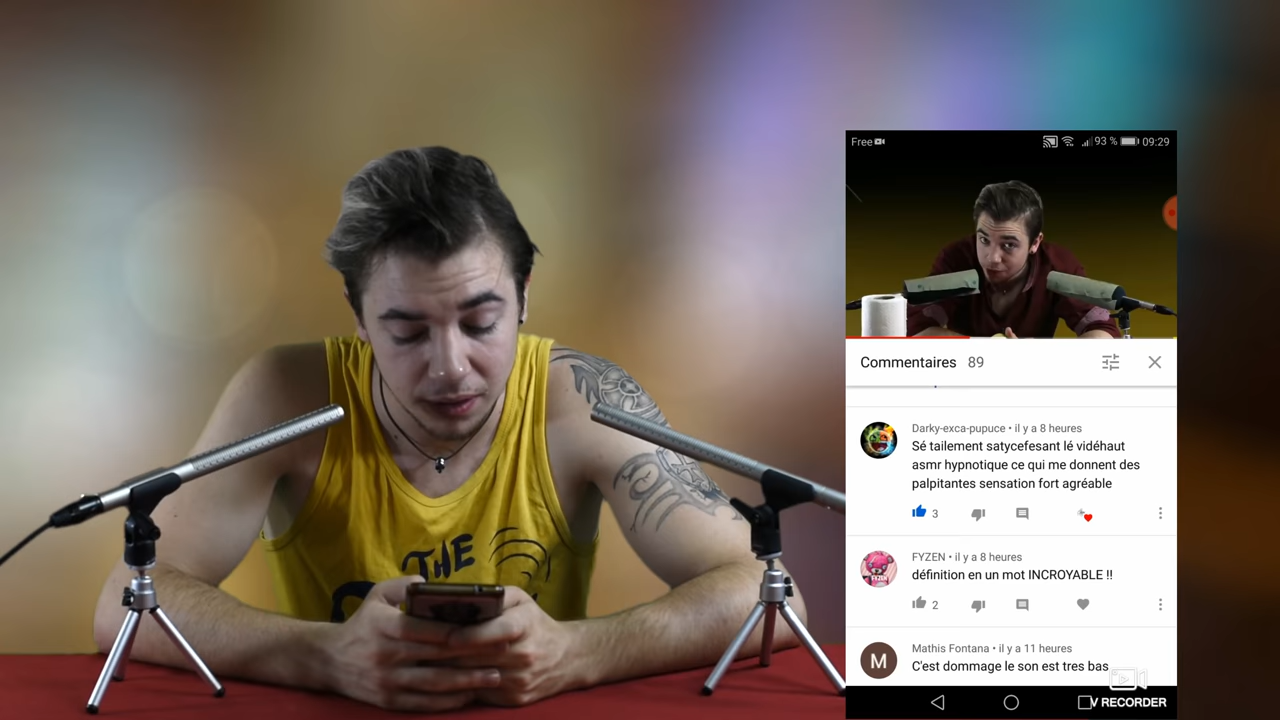 Free
93 %
09:29
Commentaires 89
Darky-exca-pupuce • il y a 8 heures
Sé tailement satycefesant lé vidéhaut
asmr hypnotique ce qui me donnent des
palpitantes sensation fort agréable
3
FYZEN • il y a 8 heures
définition en un mot INCROYABLE !!
2
FYZEN
M
Mathis Fontana • il y a 11 heures
C'est dommage le son est tres bas
V RECORDER
THE